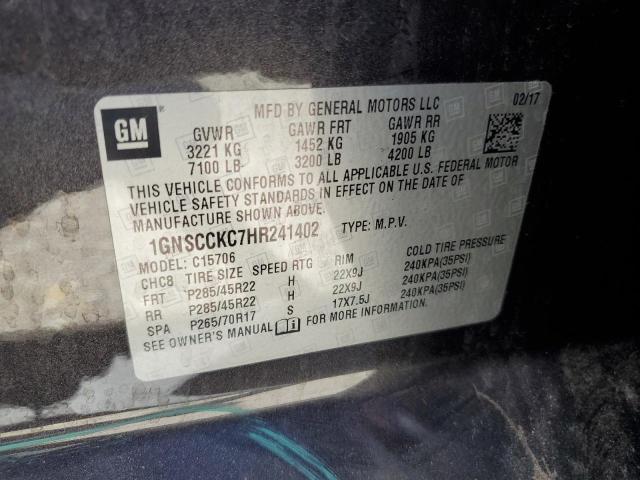 MFD BY GENERAL MOTORS LLC 02/17
GM
GVWR GAWR FRT GAWR RR
3221 KG 1452 KG 1905 KG
7100 LB 3200 LB 4200 LB
THIS VEHICLE CONFORMS TO ALL APPLICABLE U.S. FEDERAL MOTOR
VEHICLE SAFETY STANDARDS IN EFFECT ON THE DATE OF
MANUFACTURE SHOWN ABOVE.
1GNSCCKC7HR241402 TYPE: M.P.V.
MODEL: C15706
CHC8 TIRE SIZE SPEED RTG RIM COLD TIRE PRESSURE
FRT P285/45R22 H 22X9J 240KPA(35PSI)
RR P285/45R22 H 22X9J 240KPA(35PSI)
SPA P265/70R17 S 17X7.5J 240KPA(35PSI)
SEE OWNER'S MANUAL FOR MORE INFORMATION.